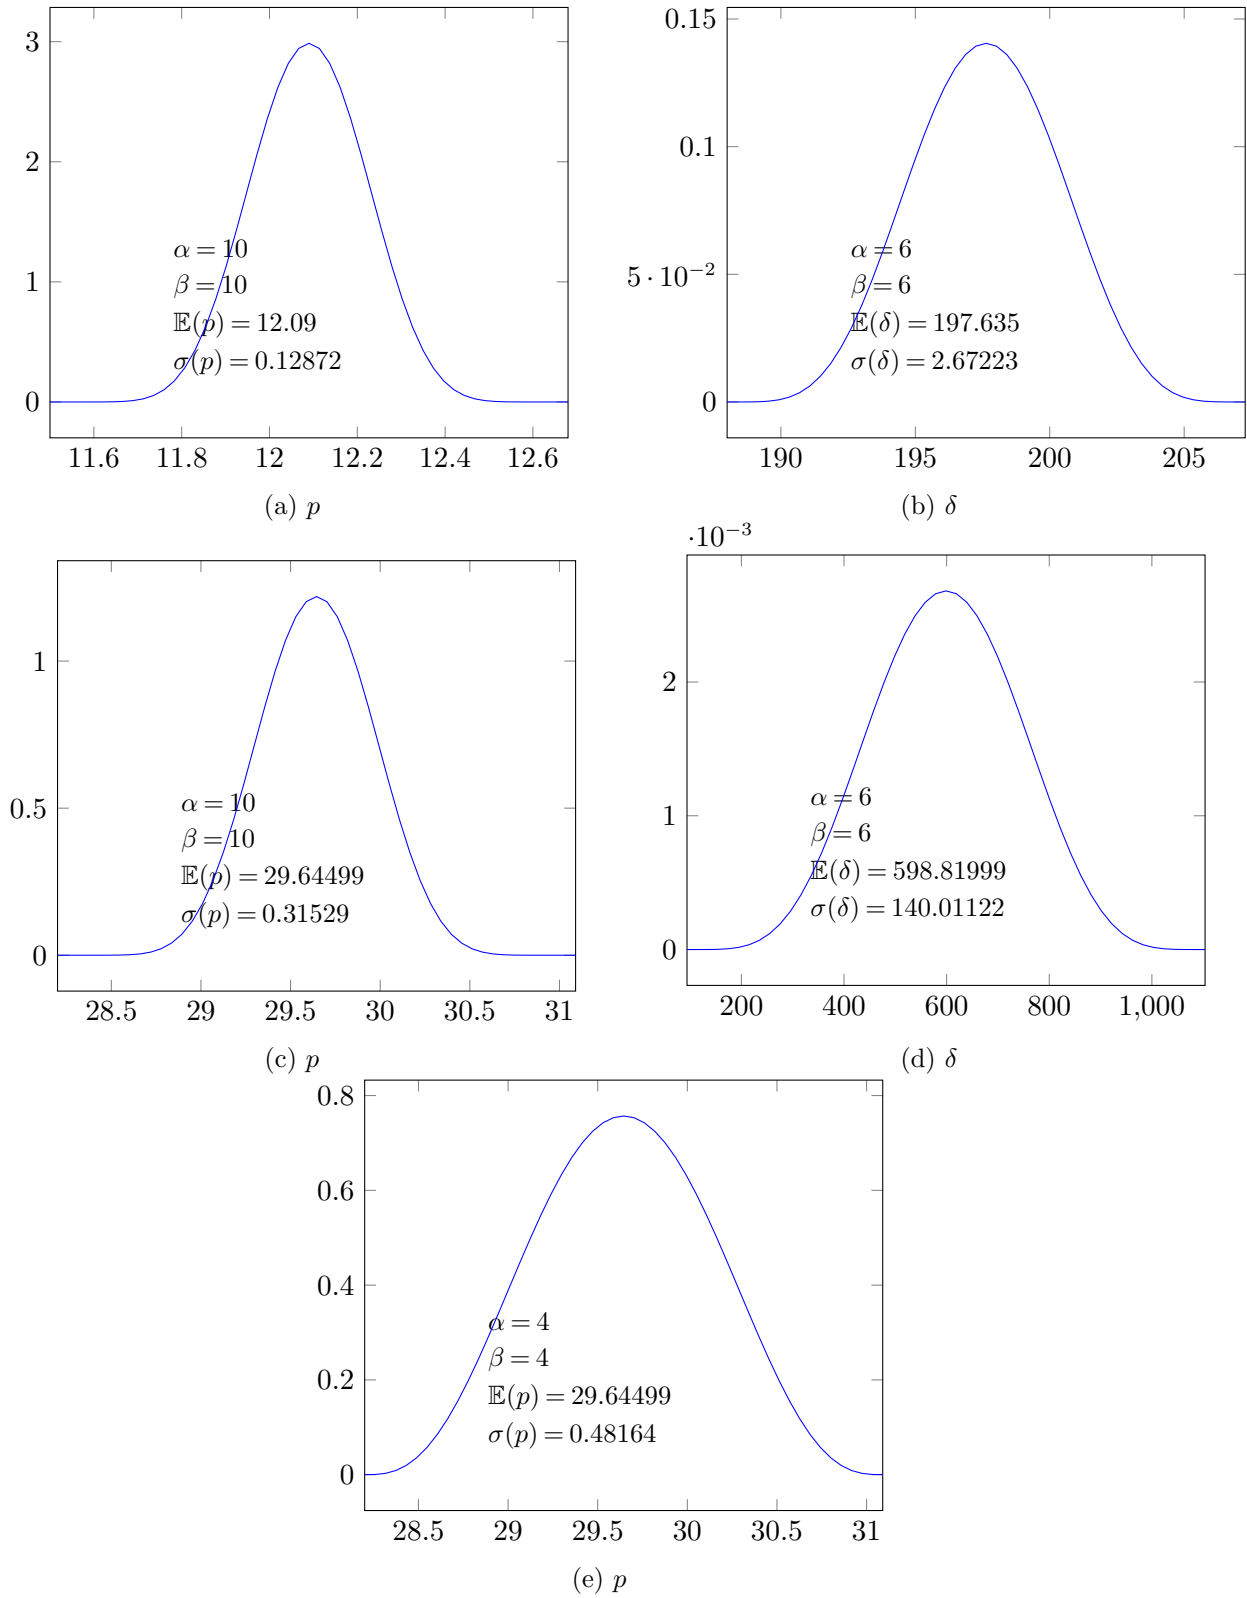 3
2
1
0
α = 10
β = 10
𝔼(p) = 12.09
σ(p) = 0.12872
11.6 11.8 12 12.2 12.4 12.6
(a) p
0.15
0.1
5 · 10⁻²
0
α = 6
β = 6
𝔼(δ) = 197.635
σ(δ) = 2.67223
190 195 200 205
(b) δ
1
0.5
0
α = 10
β = 10
𝔼(p) = 29.64499
σ(p) = 0.31529
28.5 29 29.5 30 30.5 31
(c) p
·10⁻³
2
1
0
α = 6
β = 6
𝔼(δ) = 598.81999
σ(δ) = 140.01122
200 400 600 800 1,000
(d) δ
0.8
0.6
0.4
0.2
0
α = 4
β = 4
𝔼(p) = 29.64499
σ(p) = 0.48164
28.5 29 29.5 30 30.5 31
(e) p